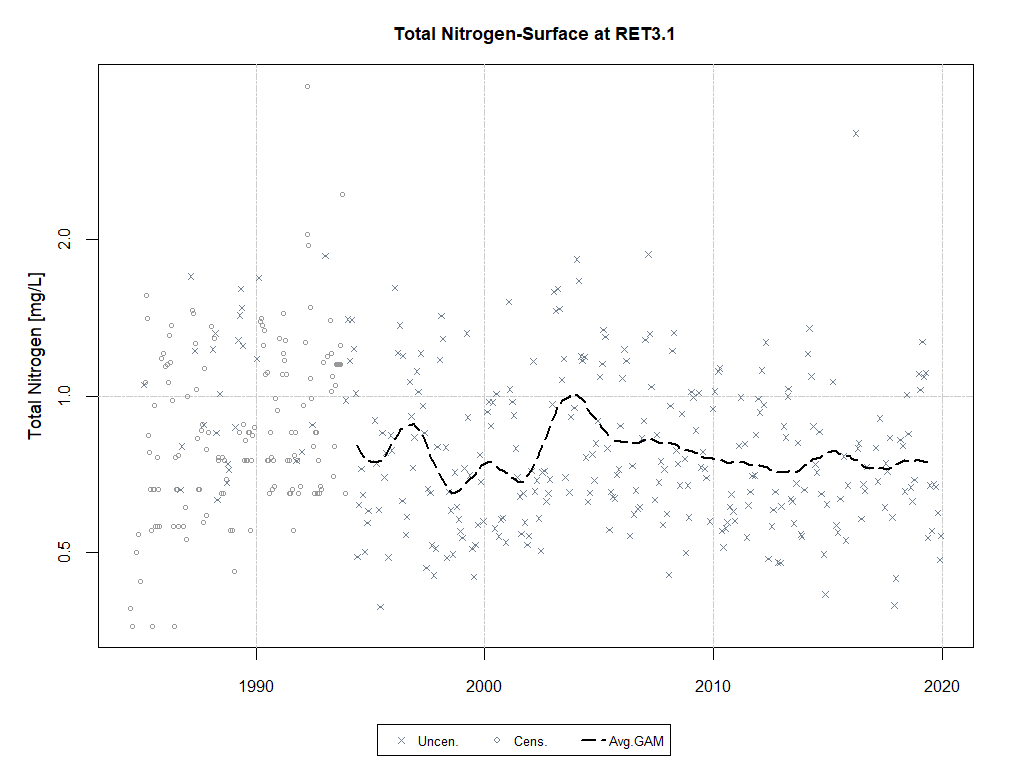 Total Nitrogen-Surface at RET3.1
Total Nitrogen [mg/L]
2.0
1.0
0.5
1990 2000 2010 2020
Uncen. Cens. Avg.GAM